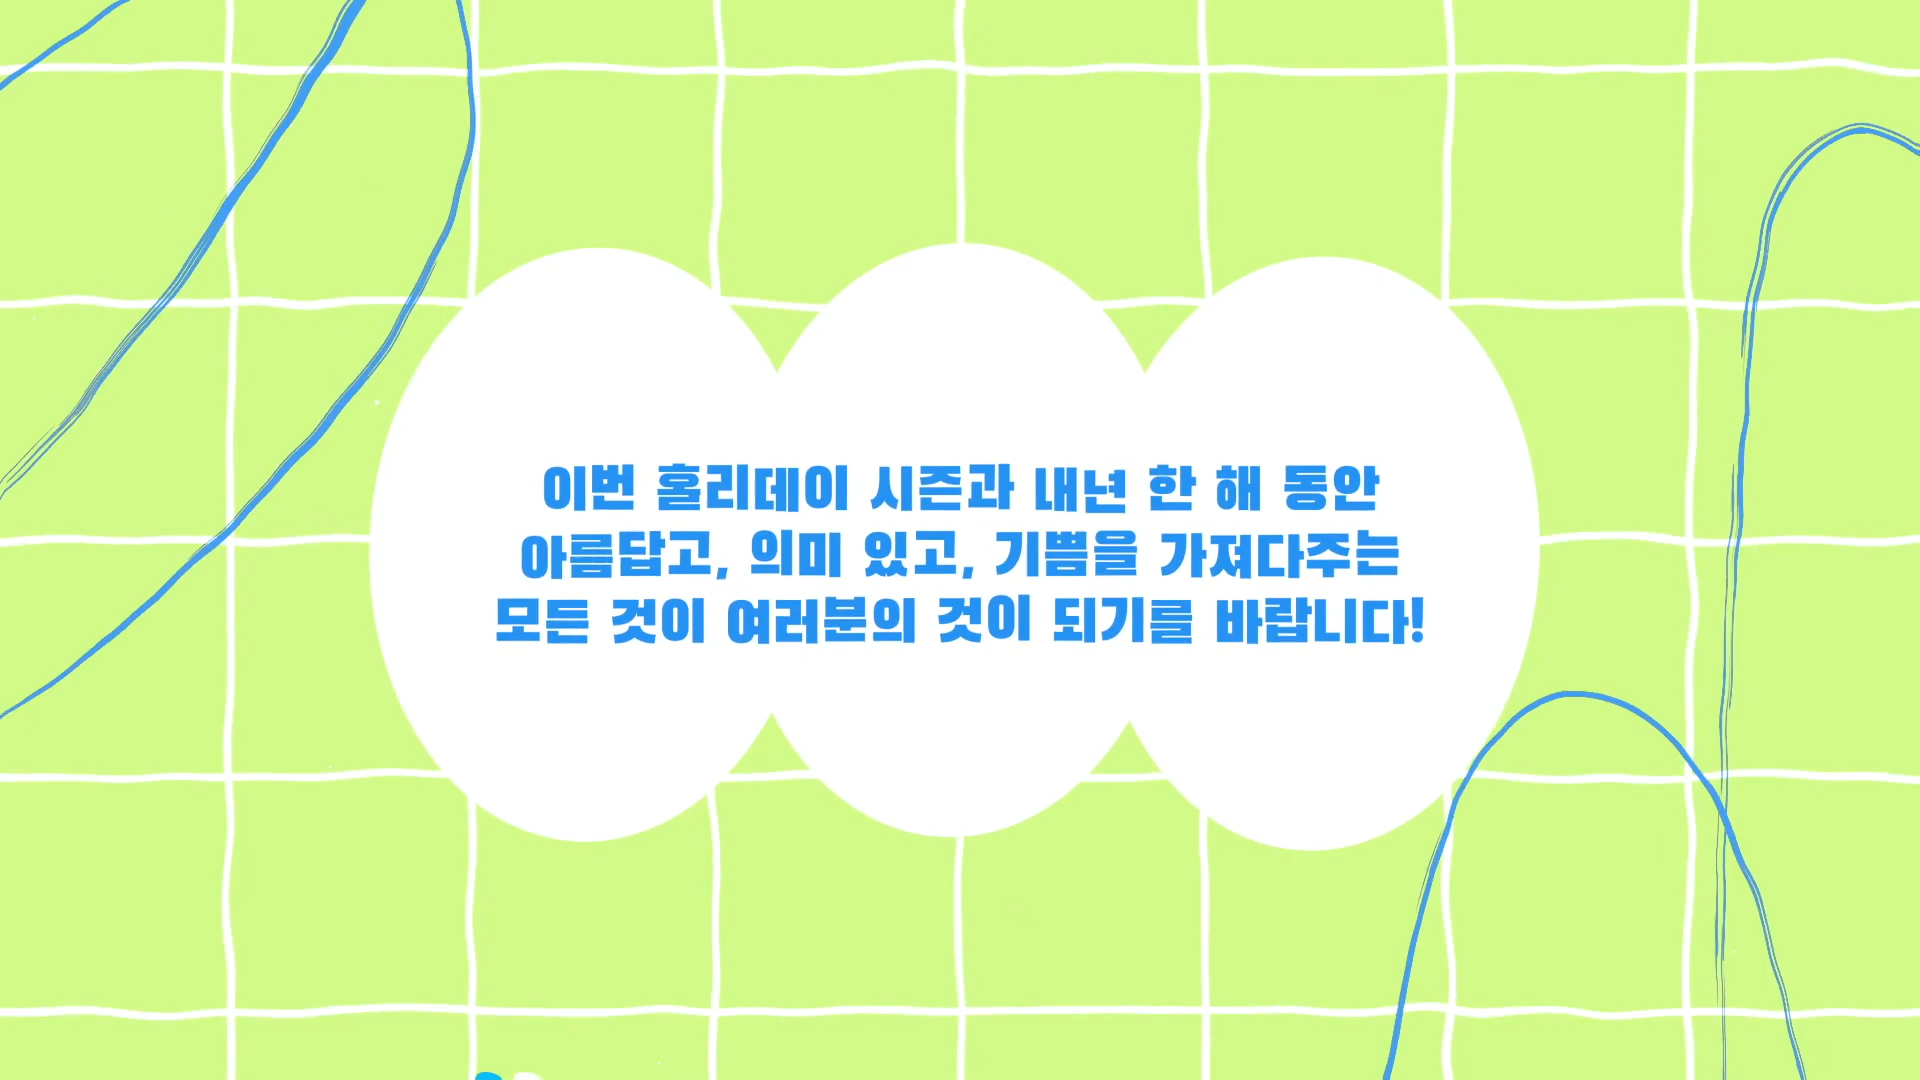 이번 홀리데이 시즌과 내년 한 해 동안
아름답고, 의미 있고, 기쁨을 가져다주는
모든 것이 여러분의 것이 되기를 바랍니다!